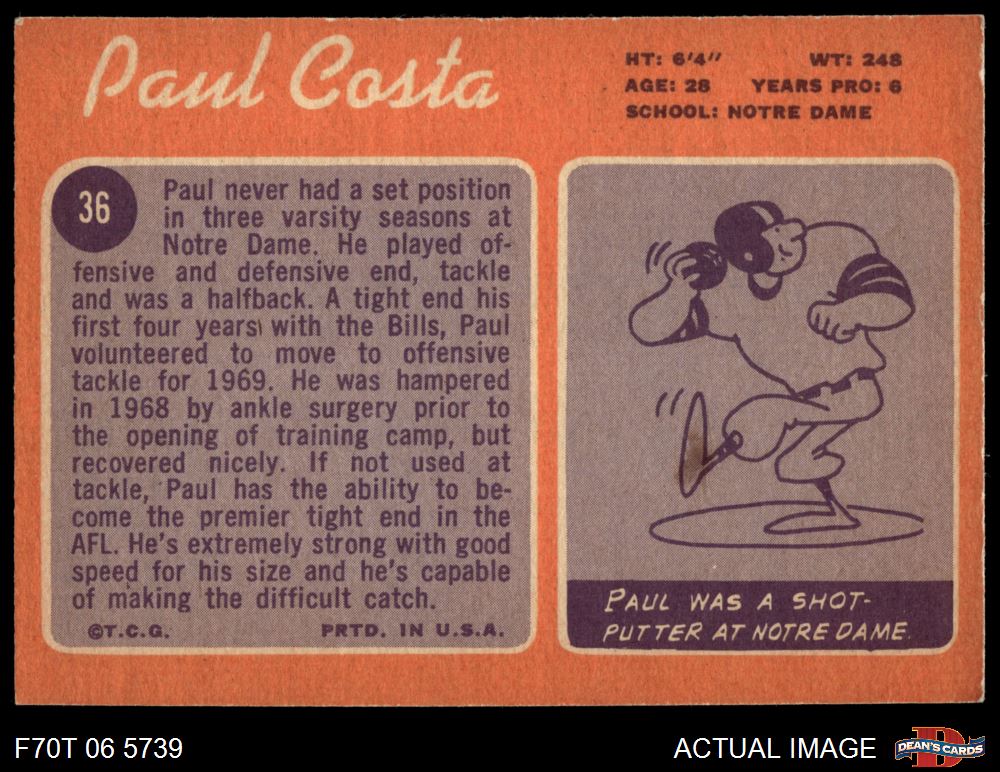 Paul Costa
HT: 6'4" WT: 248
AGE: 28 YEARS PRO: 6
SCHOOL: NOTRE DAME
36
Paul never had a set position
in three varsity seasons at
Notre Dame. He played of-
fensive and defensive end, tackle
and was a halfback. A tight end his
first four years with the Bills, Paul
volunteered to move to offensive
tackle for 1969. He was hampered
in 1968 by ankle surgery prior to
the opening of training camp, but
recovered nicely. If not used at
tackle, Paul has the ability to be-
come the premier tight end in the
AFL. He's extremely strong with good
speed for his size and he's capable
of making the difficult catch.
©T.C.G. PRTD. IN U.S.A.
PAUL WAS A SHOT-
PUTTER AT NOTRE DAME.
F70T 06 5739
ACTUAL IMAGE
D
DEAN'S CARDS